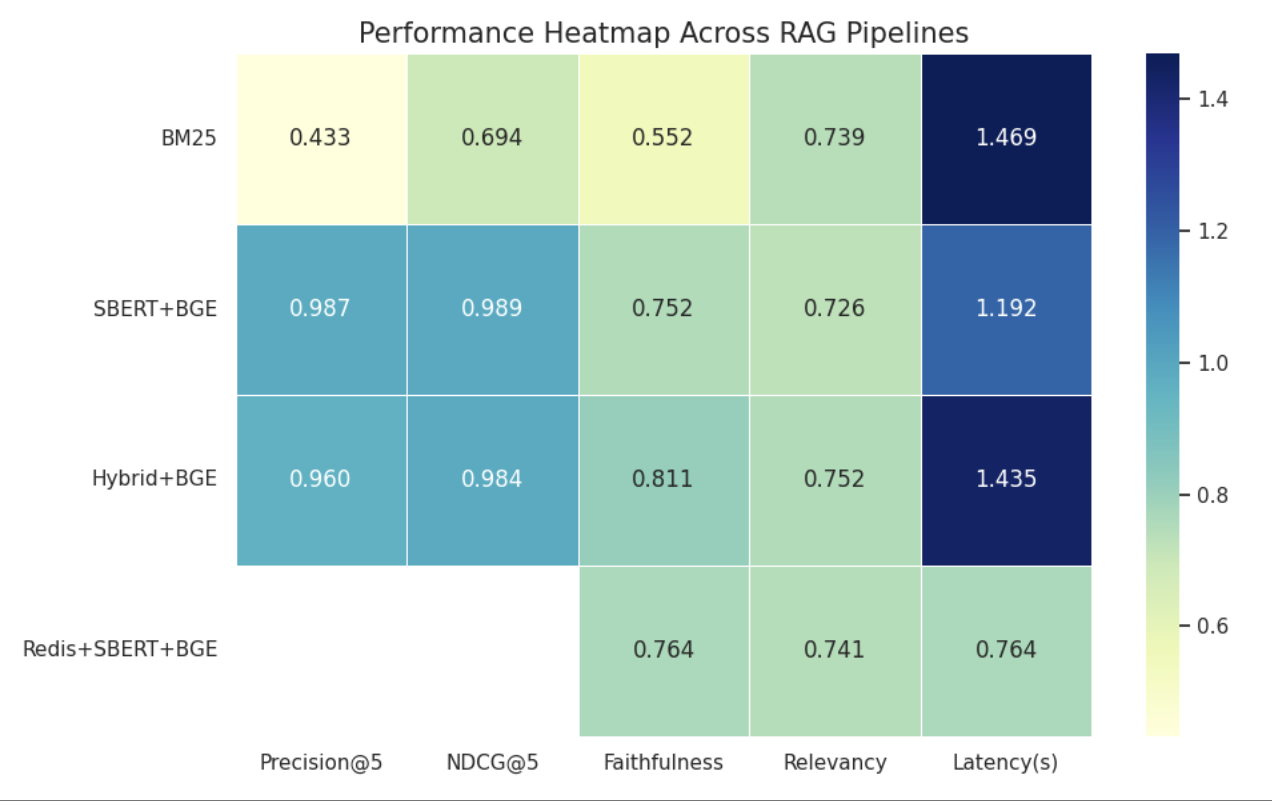 Performance Heatmap Across RAG Pipelines
BM25 0.433 0.694 0.552 0.739 1.469
SBERT+BGE 0.987 0.989 0.752 0.726 1.192
Hybrid+BGE 0.960 0.984 0.811 0.752 1.435
Redis+SBERT+BGE 0.764 0.741 0.764
Precision@5 NDCG@5 Faithfulness Relevancy Latency(s)
1.4
1.2
1.0
0.8
0.6